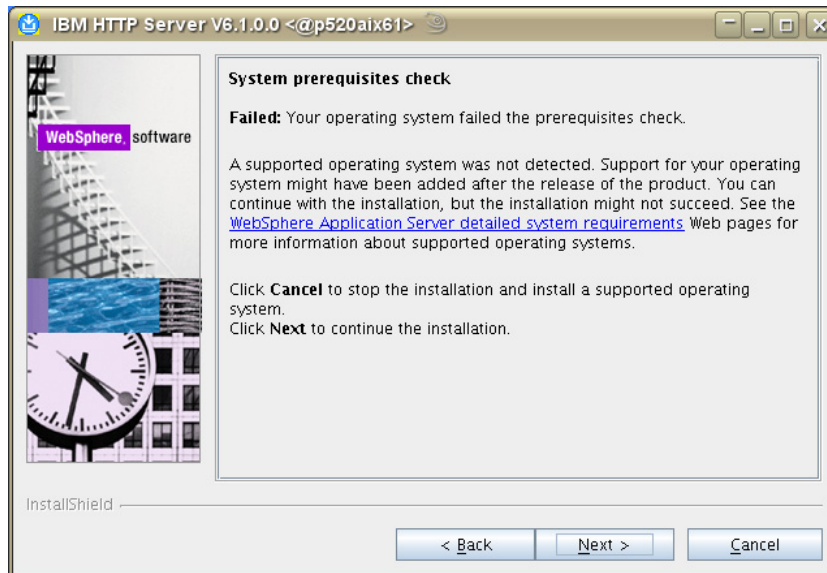 IBM HTTP Server V6.1.0.0 <@p520aix61>
WebSphere. software
System prerequisites check
Failed: Your operating system failed the prerequisites check.
A supported operating system was not detected. Support for your operating
system might have been added after the release of the product. You can
continue with the installation, but the installation might not succeed. See the
WebSphere Application Server detailed system requirements Web pages for
more information about supported operating systems.
Click Cancel to stop the installation and install a supported operating
system.
Click Next to continue the installation.
InstallShield
< Back
Next >
Cancel